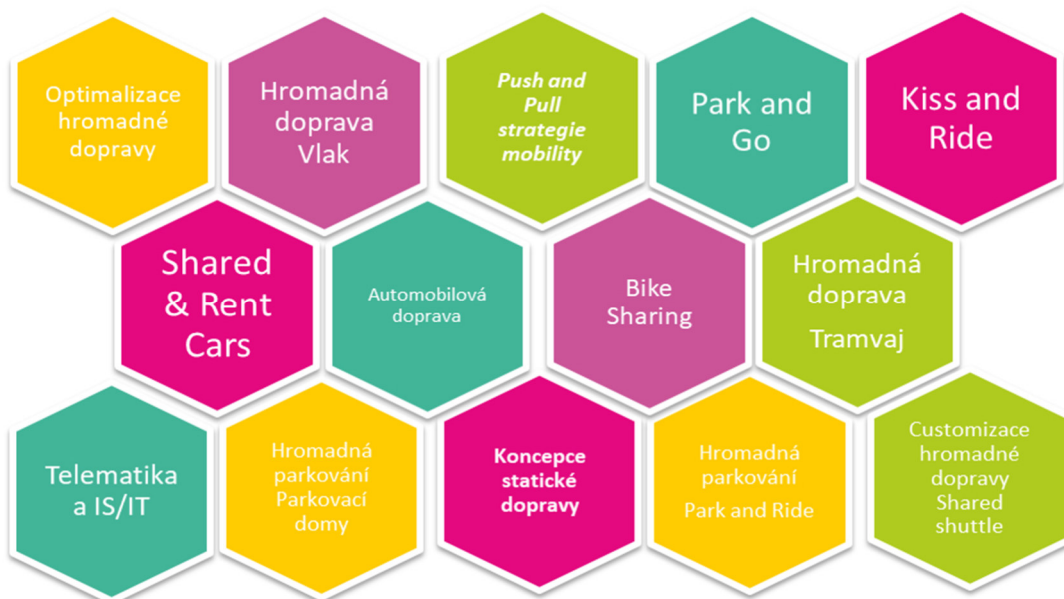 Optimalizace
hromadné
dopravy
Hromadná
doprava
Vlak
Push and
Pull
strategie
mobility
Park and
Go
Kiss and
Ride
Shared
& Rent
Cars
Automobilová
doprava
Bike
Sharing
Hromadná
doprava
Tramvaj
Telematika
a IS/IT
Hromadná
parkování
Parkovací
domy
Koncepce
statické
dopravy
Hromadná
parkování
Park and Ride
Customizace
hromadné
dopravy
Shared
shuttle